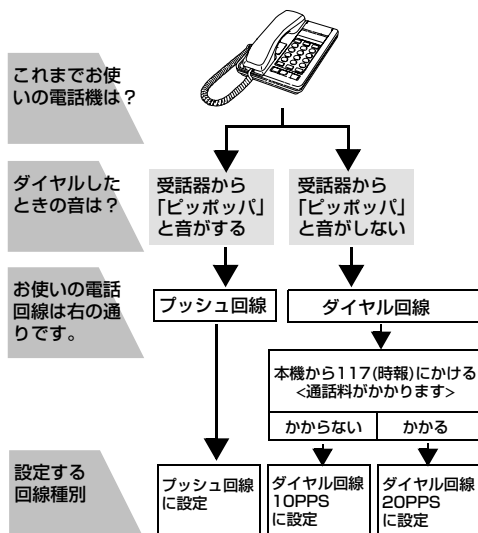 これまでお使
いの電話機は？
ダイヤルした
ときの音は？
受話器から
「ピッポッパ」
と音がする
受話器から
「ピッポッパ」
と音がしない
お使いの電話
回線は右の通
りです。
プッシュ回線
ダイヤル回線
本機から117(時報)にかける
<通話料がかかります>
かからない
かかる
設定する
回線種別
プッシュ回線
に設定
ダイヤル回線
10PPS
に設定
ダイヤル回線
20PPS
に設定